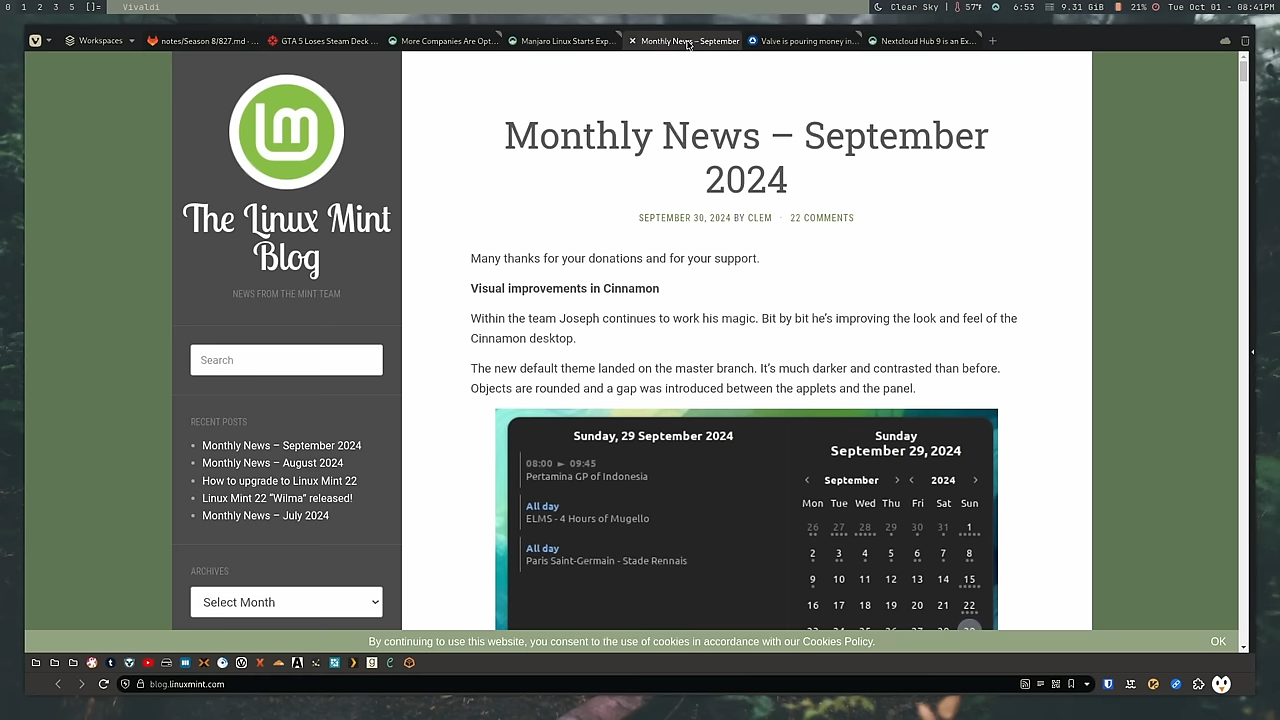 0 1 2 3 5 []= Vivaldi
Clear Sky | 57°F 6:53 9.31 GiB 21% Tue Oct 01 - 08:41PM
Workspaces
notes/Season 8/827.md · ...
GTA 5 Loses Steam Deck ...
More Companies Are Opt...
Manjaro Linux Starts Exp...
Monthly News – September
Valve is pouring money in...
Nextcloud Hub 9 is an Ex...
lm
The Linux Mint
Blog
NEWS FROM THE MINT TEAM
Search
RECENT POSTS
Monthly News – September 2024
Monthly News – August 2024
How to upgrade to Linux Mint 22
Linux Mint 22 “Wilma” released!
Monthly News – July 2024
ARCHIVES
Select Month
Monthly News – September
2024
SEPTEMBER 30, 2024 BY CLEM · 22 COMMENTS
Many thanks for your donations and for your support.
Visual improvements in Cinnamon
Within the team Joseph continues to work his magic. Bit by bit he’s improving the look and feel of the
Cinnamon desktop.
The new default theme landed on the master branch. It’s much darker and contrasted than before.
Objects are rounded and a gap was introduced between the applets and the panel.
Sunday, 29 September 2024
08:00 ► 09:45
Pertamina GP of Indonesia
All day
ELMS - 4 Hours of Mugello
All day
Paris Saint-Germain - Stade Rennais
Sunday
September 29, 2024
‹ September › ‹ 2024 ›
Mon Tue Wed Thu Fri Sat Sun
26 27 28 29 30 31 1
2 3 4 5 6 7 8
9 10 11 12 13 14 15
16 17 18 19 20 21 22
By continuing to use this website, you consent to the use of cookies in accordance with our Cookies Policy.
OK
blog.linuxmint.com